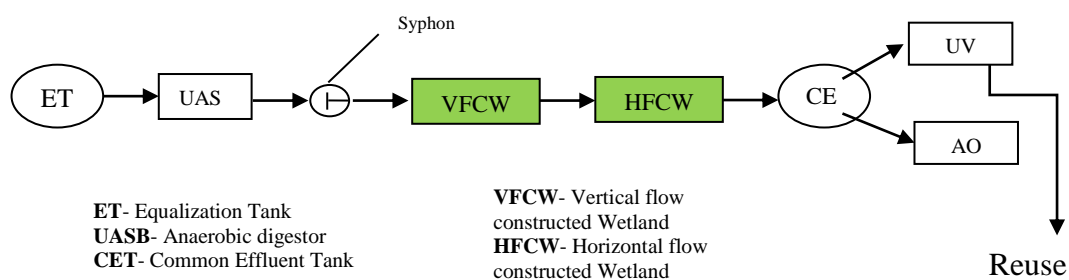 Syphon
ET
UAS
VFCW
HFCW
CE
UV
AO
ET- Equalization Tank
UASB- Anaerobic digestor
CET- Common Effluent Tank
VFCW- Vertical flow
constructed Wetland
HFCW- Horizontal flow
constructed Wetland
Reuse